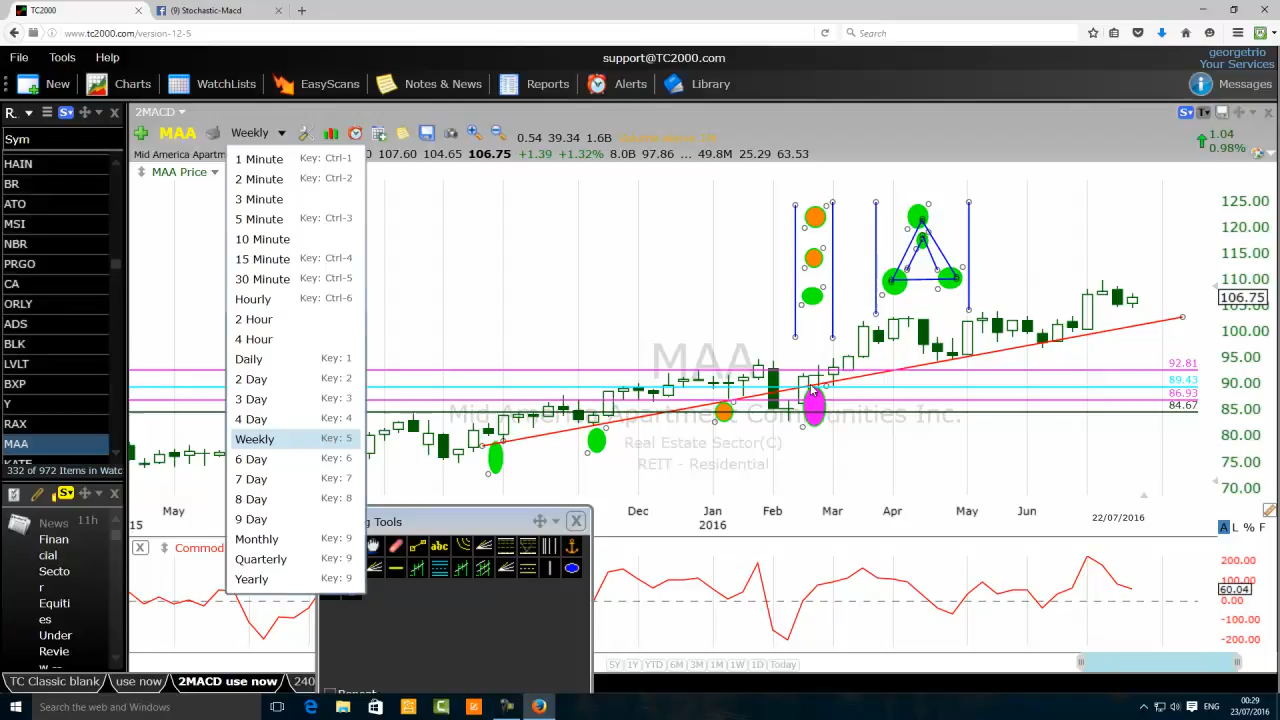 TC2000
(9) Stochastic-Macd
www.tc2000.com/version-12-5
Search
File Tools Help
support@TC2000.com
georgetrio
Your Services
New Charts WatchLists EasyScans Notes & News Reports Alerts Library Messages
R. S 2MACD S T
Sym
MAA Weekly 0.54 39.34 1.6B
1.04
0.98%
Mid America Apartm 107.60 104.65 106.75 +1.39 +1.32% 8.0B 97.86 ...49.8M 25.29 63.53
MAA Price
HAIN
BR
ATO
MSI
NBR
PRGO
CA
ORLY
ADS
BLK
LVLT
BXP
Y
RAX
MAA
332 of 972 Items in Watc
1 Minute Key: Ctrl-1
2 Minute Key: Ctrl-2
3 Minute
5 Minute Key: Ctrl-3
10 Minute
15 Minute Key: Ctrl-4
30 Minute Key: Ctrl-5
Hourly Key: Ctrl-6
2 Hour
4 Hour
Daily Key: 1
2 Day Key: 2
3 Day Key: 3
4 Day Key: 4
Weekly Key: 5
6 Day Key: 6
7 Day Key: 7
8 Day Key: 8
9 Day
Monthly Key: 9
Quarterly Key: 9
Yearly Key: 9
125.00
120.00
115.00
110.00
106.75
105.00
100.00
95.00
90.00
85.00
80.00
75.00
70.00
92.81
89.43
86.93
84.67
MAA
Mid America Apartment Communities Inc.
Real Estate Sector(C)
REIT - Residential
15 May Dec Jan Feb Mar Apr May Jun
2016
22/07/2016
A L % F
News 11h
Finan
cial
Secto
r
Equiti
es
Under
Revie
w --
Commod
g Tools
abc
Repeat
200.00
100.00
60.04
0.00
-100.00
-200.00
5Y 1Y YTD 6M 3M 1M 1W 1D Today
TC Classic blank use now 2MACD use now 240
Search the web and Windows
ENG
00:29
23/07/2016